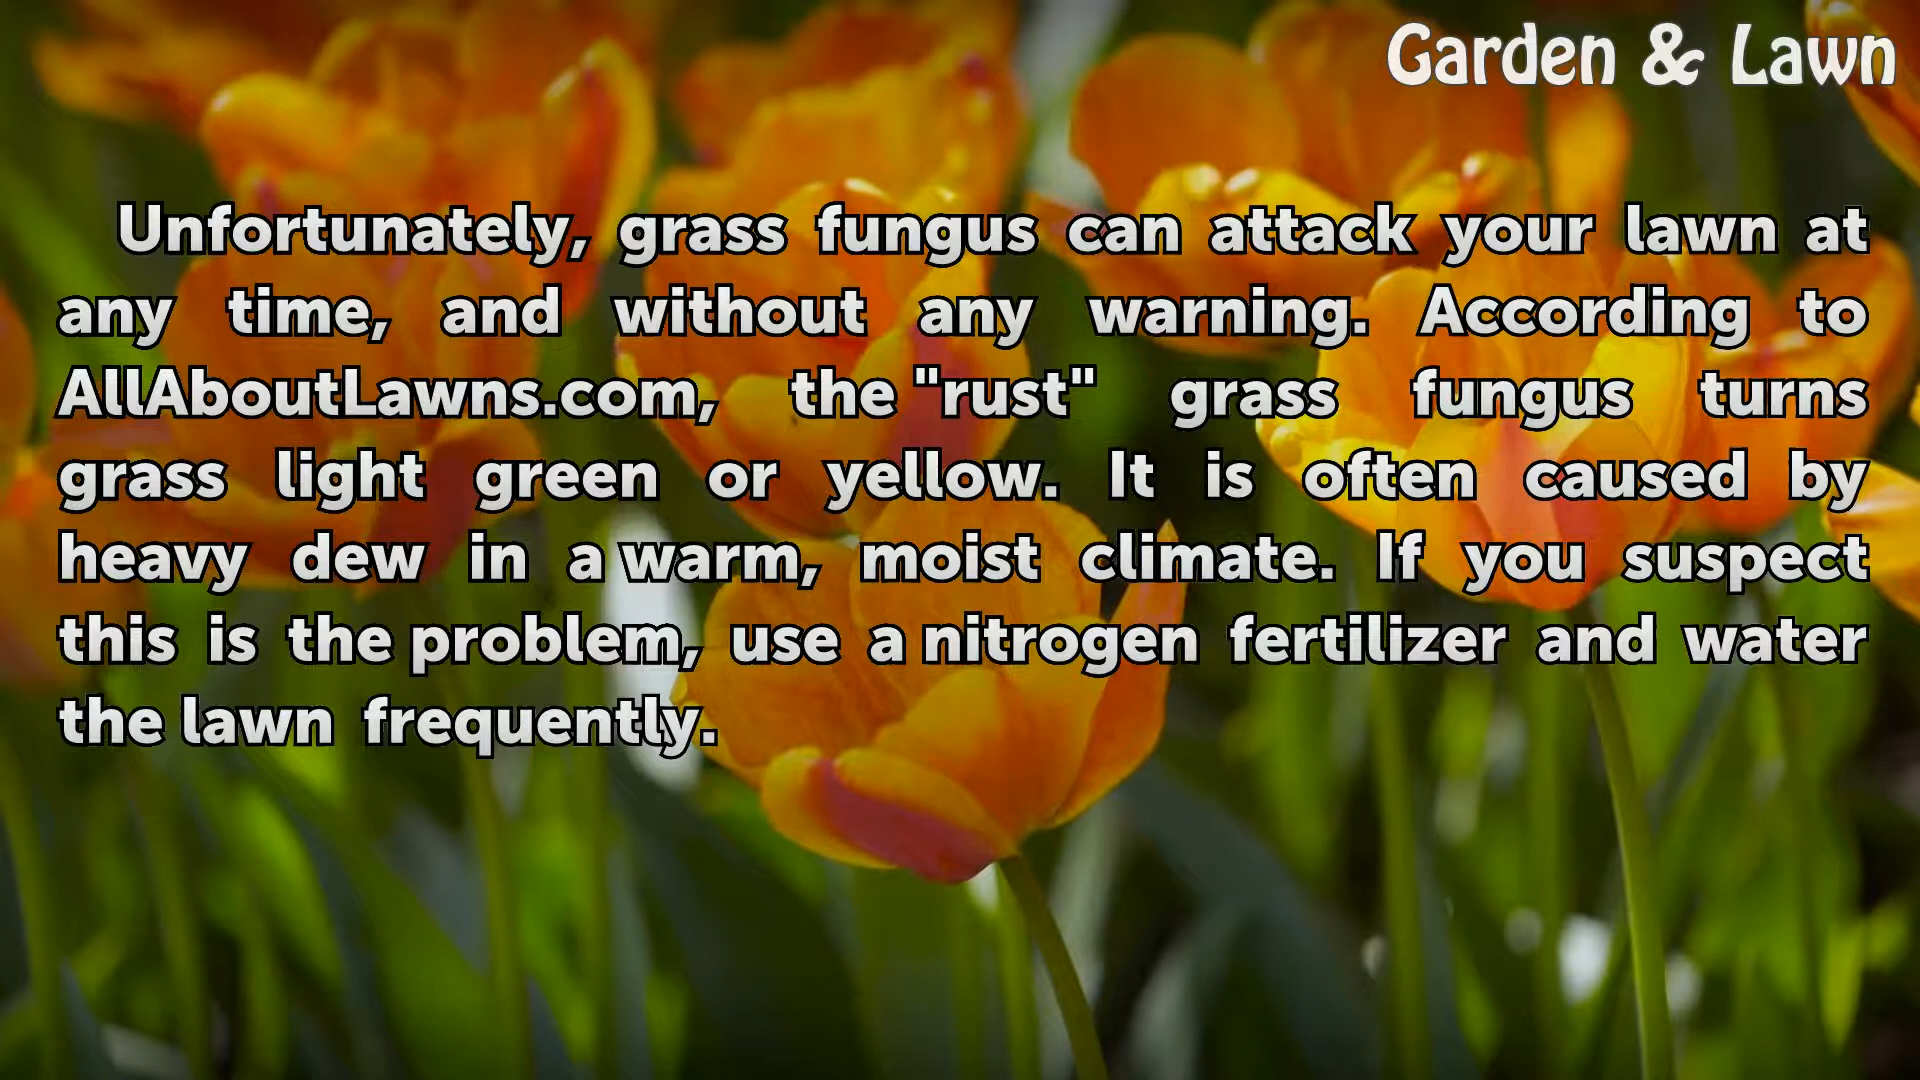 Garden & Lawn
Unfortunately, grass fungus can attack your lawn at
any time, and without any warning. According to
AllAboutLawns.com, the "rust" grass fungus turns
grass light green or yellow. It is often caused by
heavy dew in a warm, moist climate. If you suspect
this is the problem, use a nitrogen fertilizer and water
the lawn frequently.